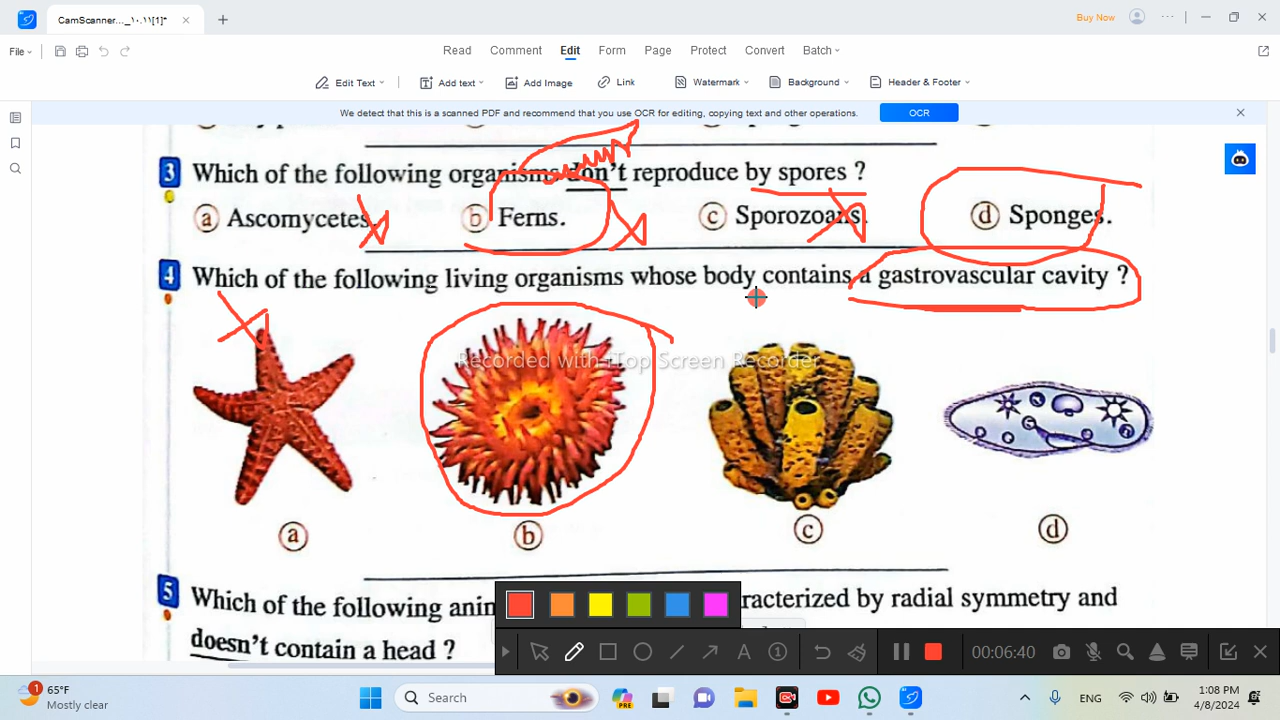 CamScanner..._١٠.١١[1]*
Buy Now
File
Read Comment Edit Form Page Protect Convert Batch
Edit Text Add text Add Image Link Watermark Background Header & Footer
We detect that this is a scanned PDF and recommend that you use OCR for editing, copying text and other operations. OCR
3 Which of the following organisms don't reproduce by spores ?
a Ascomycetes. b Ferns. c Sporozoans. d Sponges.
4 Which of the following living organisms whose body contains a gastrovascular cavity ?
Recorded with iTop Screen Recorder
a b c d
5 Which of the following racterized by radial symmetry and
doesn't contain a head ?
00:06:40
1 65°F
Mostly clear
Search
PRE
ENG
1:08 PM
4/8/2024